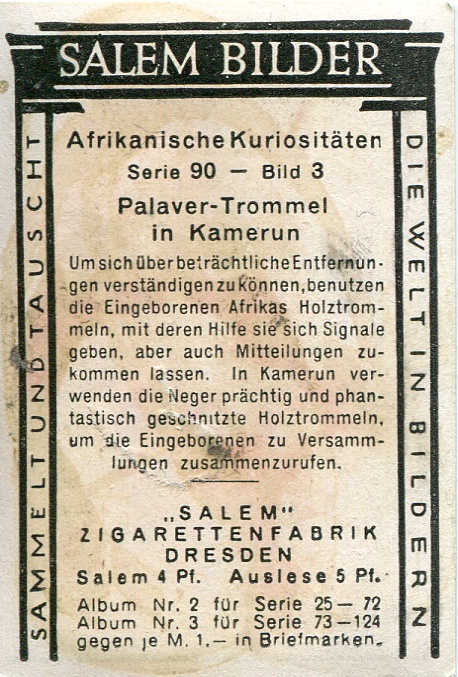 SALEM BILDER
SAMMELT UND TAUSCHT
Afrikanische Kuriositäten
Serie 90 — Bild 3
Palaver-Trommel
in Kamerun
Um sich über beträchtliche Entfernun-
gen verständigen zu können, benutzen
die Eingeborenen Afrikas Holztrom-
meln, mit deren Hilfe sie sich Signale
geben, aber auch Mitteilungen zu-
kommen lassen. In Kamerun ver-
wenden die Neger prächtig und phan-
tastisch geschnitzte Holztrommeln,
um die Eingeborenen zu Versamm-
lungen zusammenzurufen.
„SALEM"
ZIGARETTENFABRIK
DRESDEN
Salem 4 Pf. Auslese 5 Pf.
Album Nr. 2 für Serie 25—72
Album Nr. 3 für Serie 73—124
gegen je M. 1,— in Briefmarken.
DIE WELT IN BILDERN